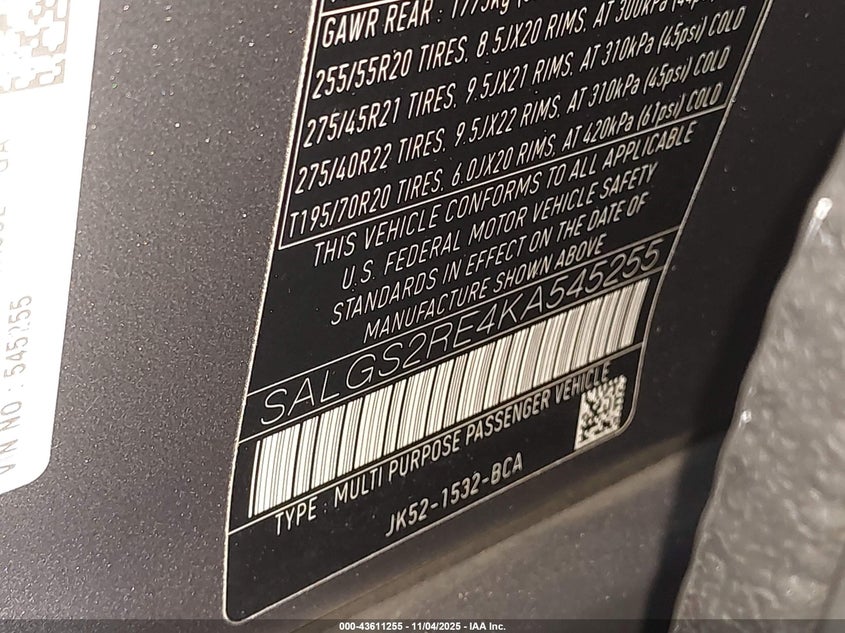 GAWR REAR : 1775kg
255/55R20 TIRES. 8.5JX20 RIMS. AT 300kPa
275/45R21 TIRES. 9.5JX21 RIMS. AT 310kPa (45psi) COLD
275/40R22 TIRES. 9.5JX22 RIMS. AT 310kPa (45psi) COLD
T195/70R20 TIRES. 6.0JX20 RIMS. AT 420kPa (61psi) COLD
THIS VEHICLE CONFORMS TO ALL APPLICABLE
U.S. FEDERAL MOTOR VEHICLE SAFETY
STANDARDS IN EFFECT ON THE DATE OF
MANUFACTURE SHOWN ABOVE
SALGS2RE4KA545255
TYPE : MULTI PURPOSE PASSENGER VEHICLE
JK52-1532-BCA
NO : 545255
000-43611255 - 11/04/2025 - IAA Inc.